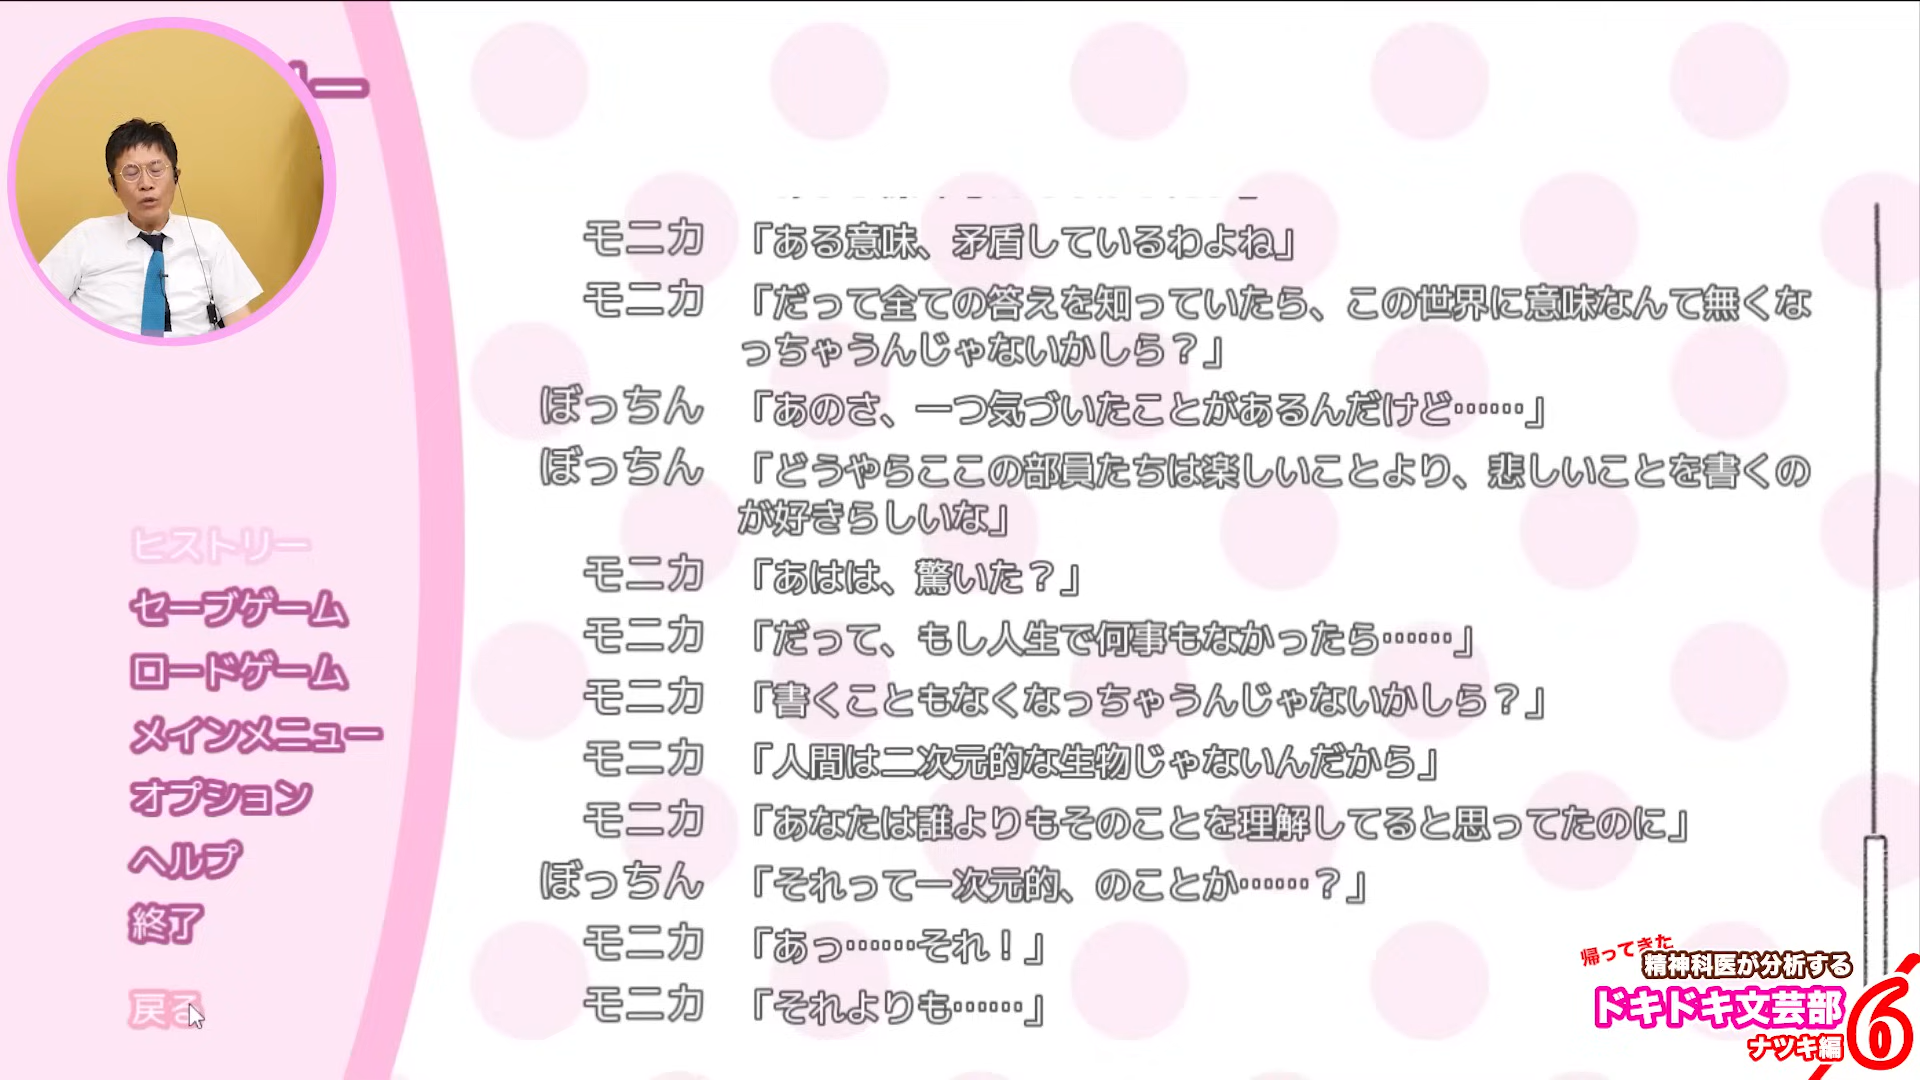 モニカ 「ある意味、矛盾しているわよね」
モニカ 「だって全ての答えを知っていたら、この世界に意味なんて無くな
っちゃうんじゃないかしら？」
ぼっちん 「あのさ、一つ気づいたことがあるんだけど……」
ぼっちん 「どうやらここの部員たちは楽しいことより、悲しいことを書くの
が好きらしいな」
モニカ 「あはは、驚いた？」
モニカ 「だって、もし人生で何事もなかったら……」
モニカ 「書くこともなくなっちゃうんじゃないかしら？」
モニカ 「人間は二次元的な生物じゃないんだから」
モニカ 「あなたは誰よりもそのことを理解してると思ってたのに」
ぼっちん 「それって一次元的、のことか……？」
モニカ 「あっ……それ！」
モニカ 「それよりも……」
ヒストリー
セーブゲーム
ロードゲーム
メインメニュー
オプション
ヘルプ
終了
戻る
帰ってきた
精神科医が分析する
ドキドキ文芸部
ナツキ編
6